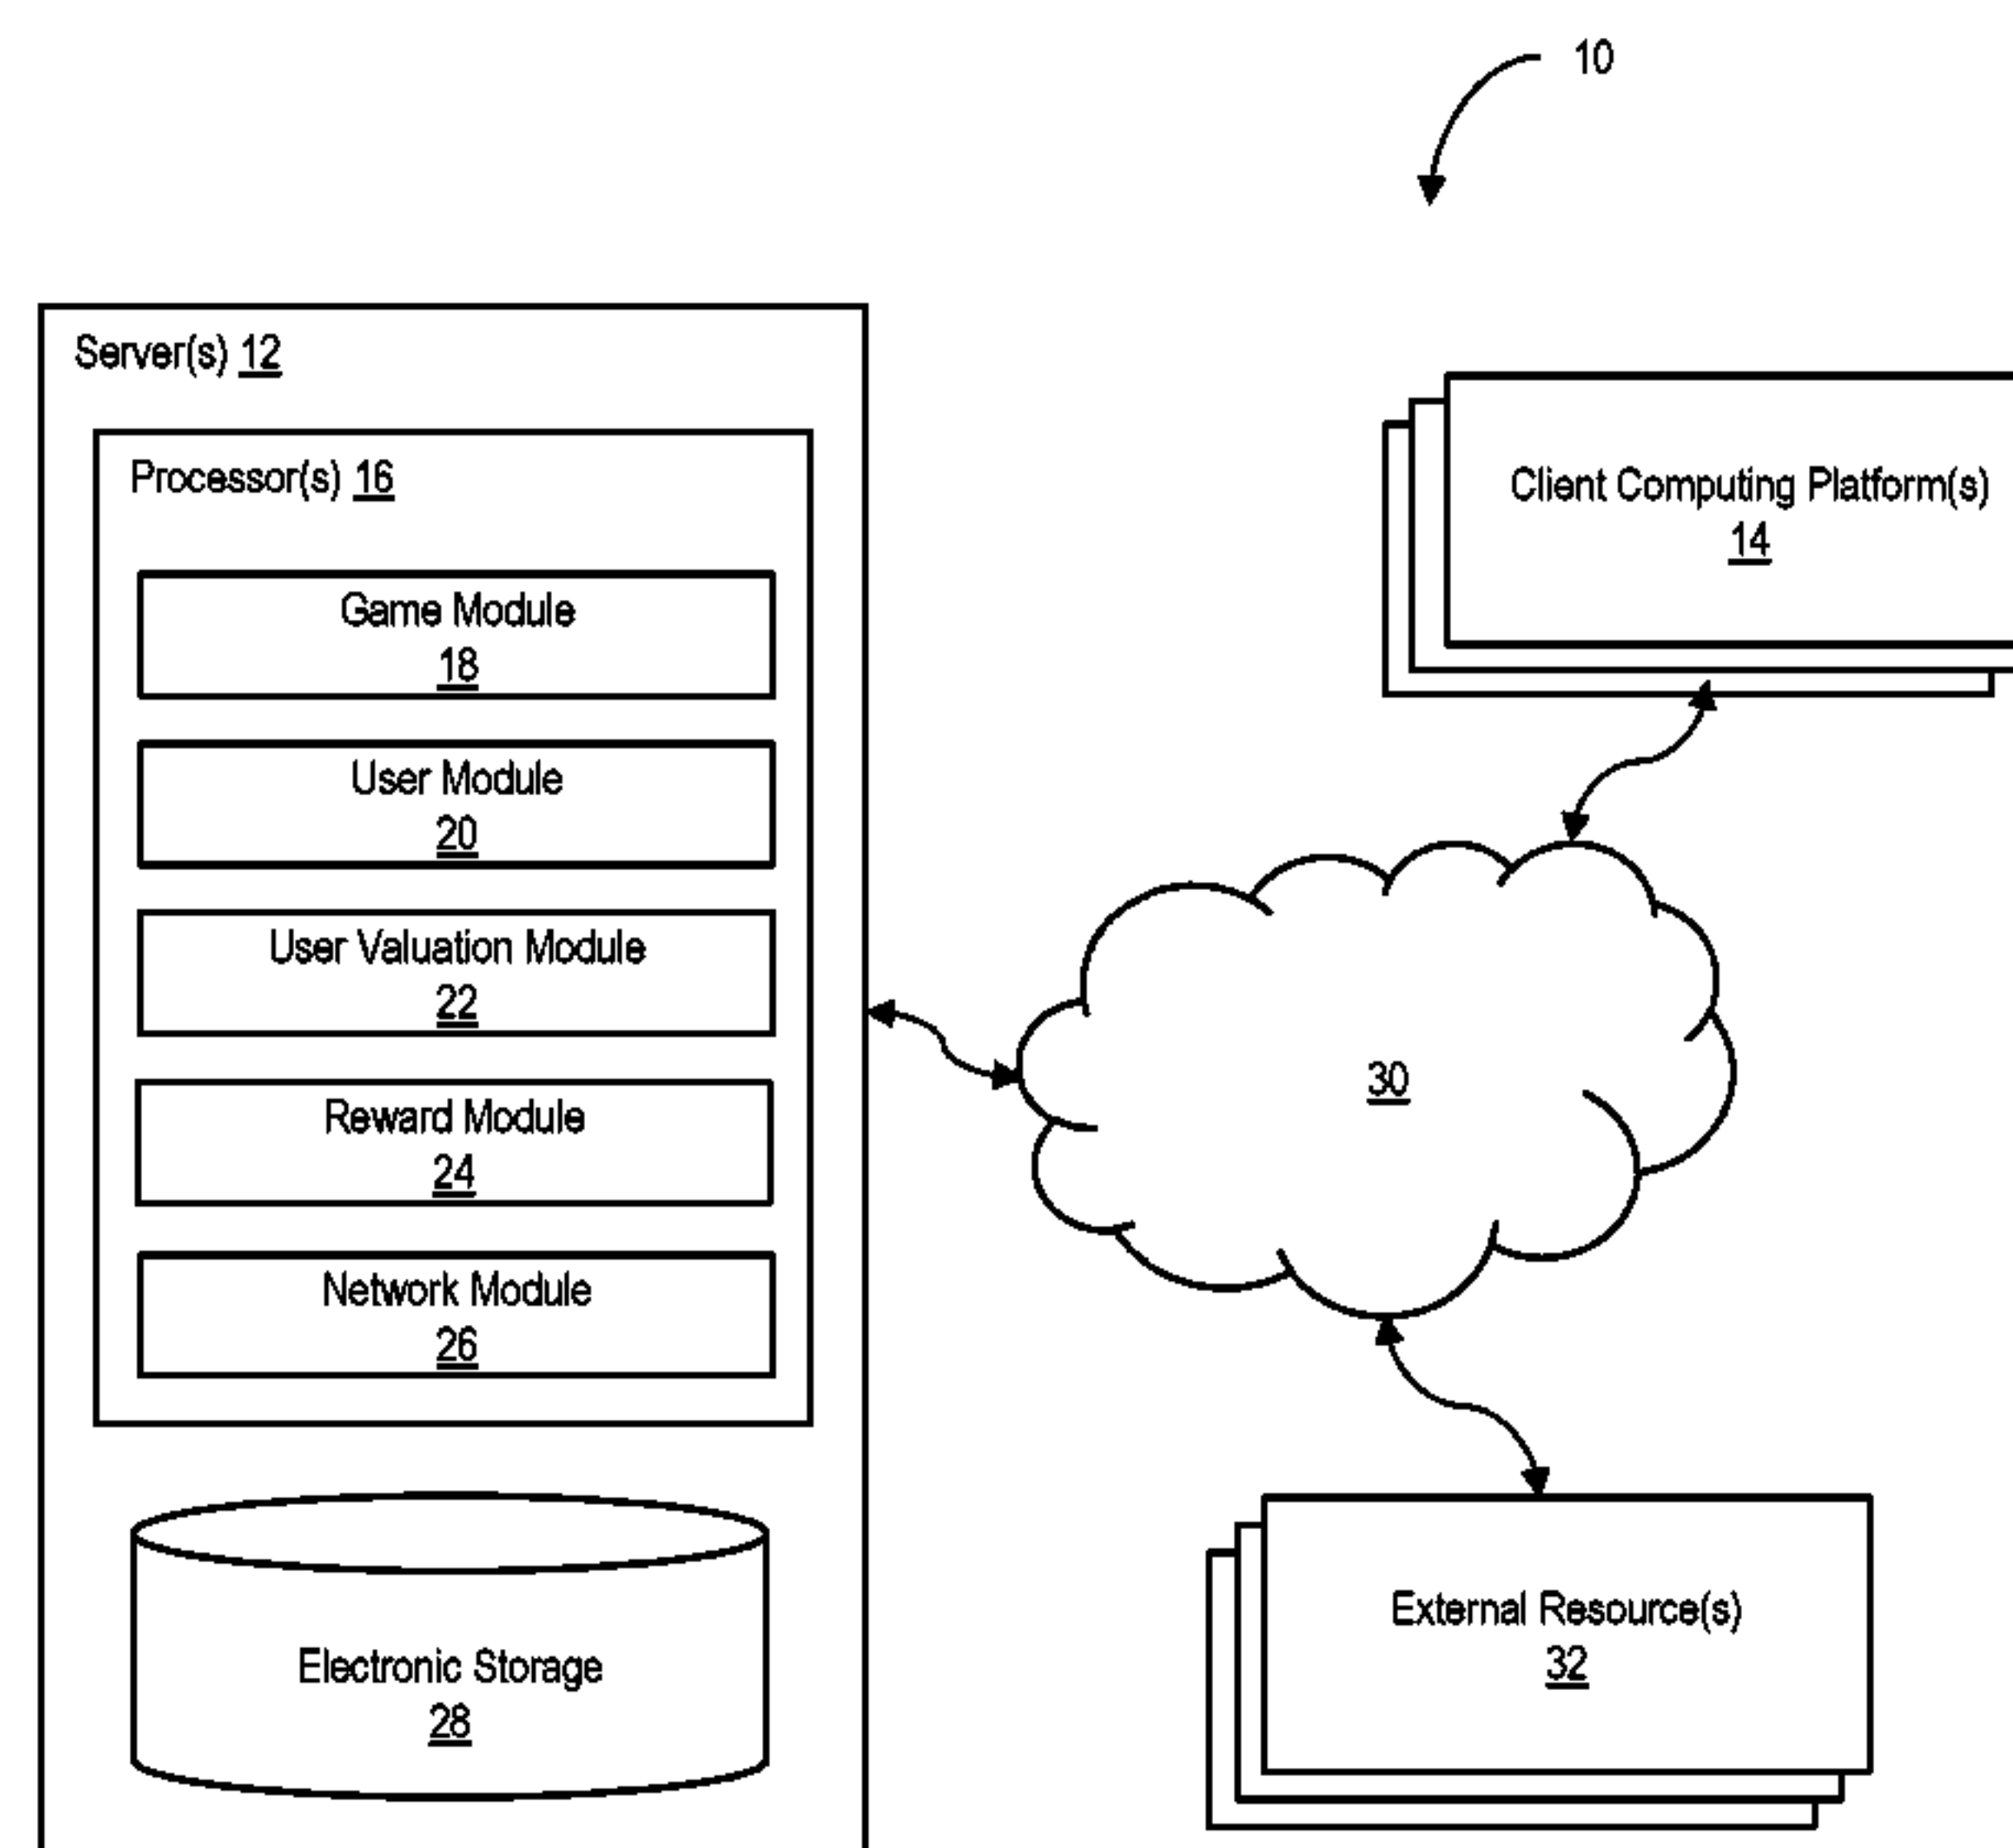 10
Server(s) 12
Processor(s) 16
Game Module
18
User Module
20
User Valuation Module
22
Reward Module
24
Network Module
26
Electronic Storage
28
Client Computing Platform(s)
14
30
External Resource(s)
32